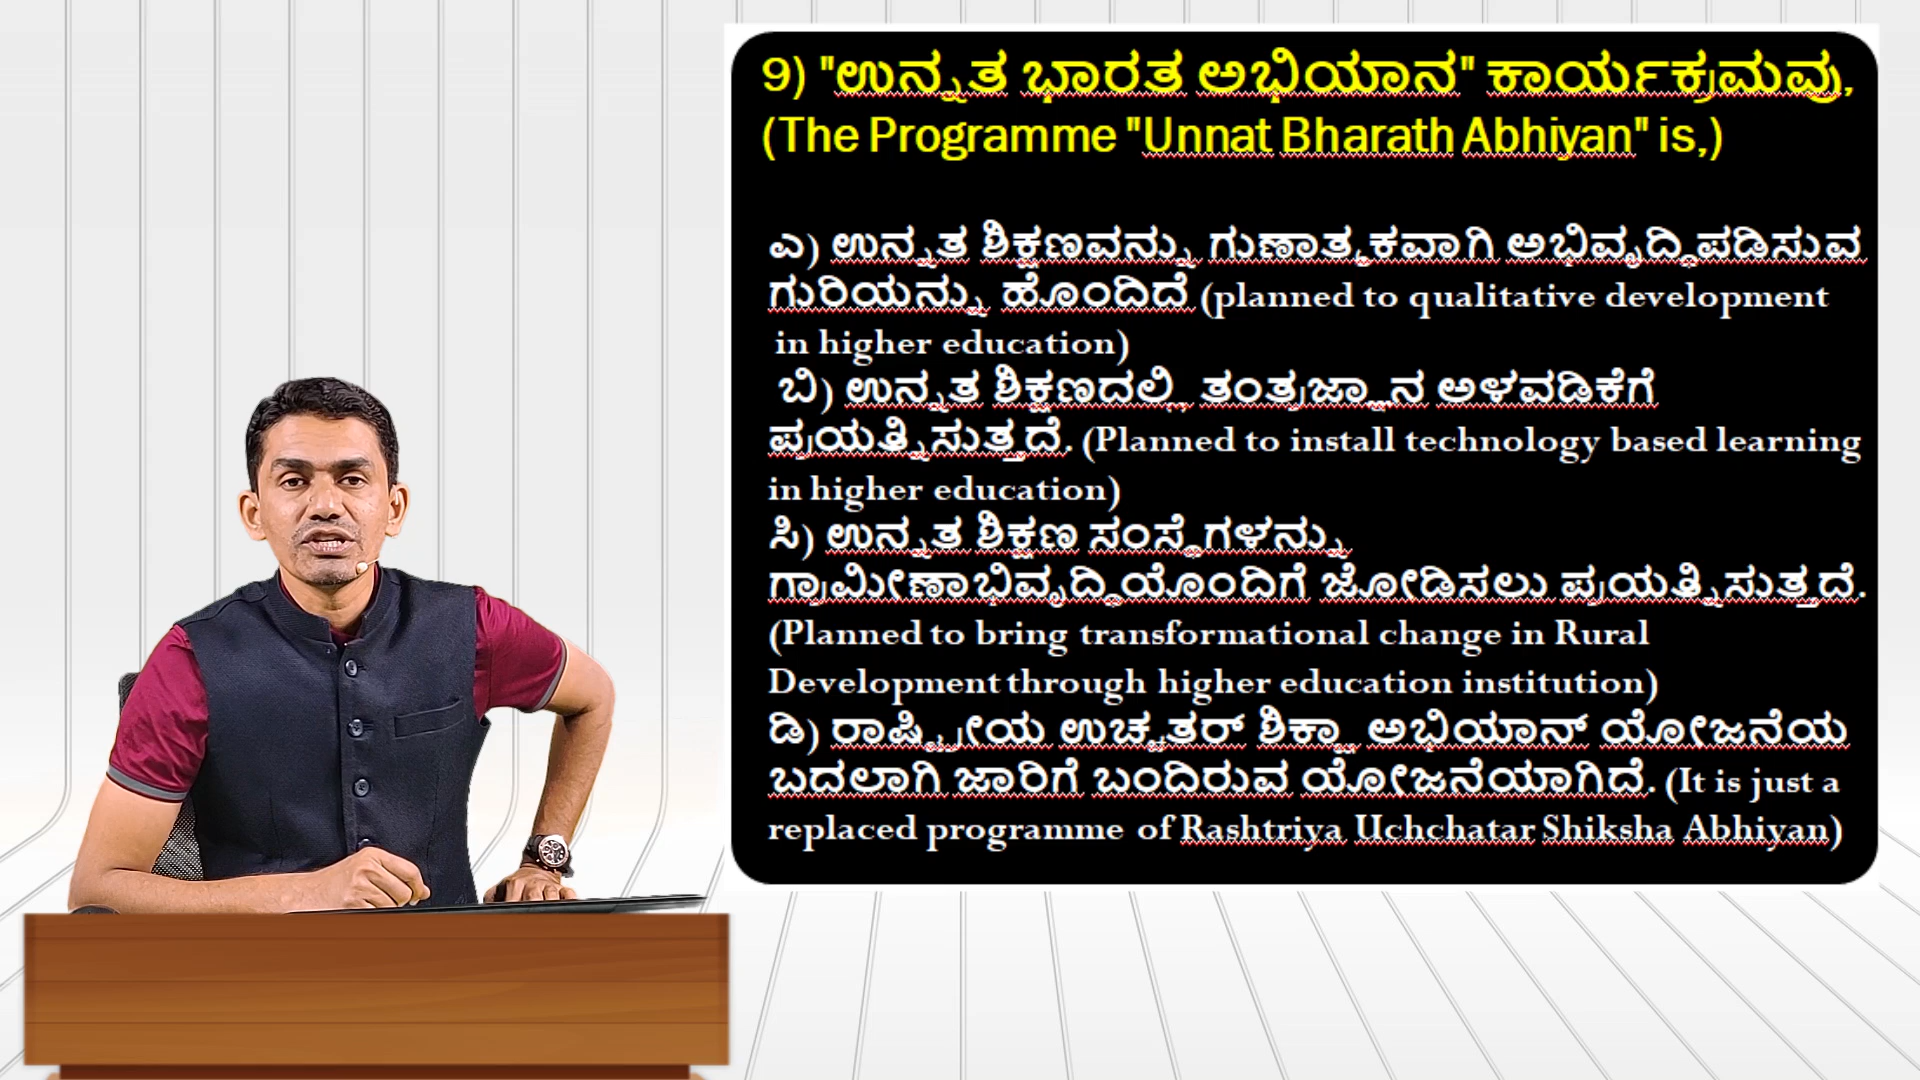 9) "ಉನ್ನತ ಭಾರತ ಅಭಿಯಾನ" ಕಾರ್ಯಕ್ರಮವು,
(The Programme "Unnat Bharath Abhiyan" is,)
ಎ) ಉನ್ನತ ಶಿಕ್ಷಣವನ್ನು ಗುಣಾತ್ಮಕವಾಗಿ ಅಭಿವೃದ್ಧಿಪಡಿಸುವ
ಗುರಿಯನ್ನು ಹೊಂದಿದೆ (planned to qualitative development
in higher education)
ಬಿ) ಉನ್ನತ ಶಿಕ್ಷಣದಲ್ಲಿ ತಂತ್ರಜ್ಞಾನ ಅಳವಡಿಕೆಗೆ
ಪ್ರಯತ್ನಿಸುತ್ತದೆ. (Planned to install technology based learning
in higher education)
ಸಿ) ಉನ್ನತ ಶಿಕ್ಷಣ ಸಂಸ್ಥೆಗಳನ್ನು
ಗ್ರಾಮೀಣಾಭಿವೃದ್ಧಿಯೊಂದಿಗೆ ಜೋಡಿಸಲು ಪ್ರಯತ್ನಿಸುತ್ತದೆ.
(Planned to bring transformational change in Rural
Development through higher education institution)
ಡಿ) ರಾಷ್ಟ್ರೀಯ ಉಚ್ಚತರ್ ಶಿಕ್ಷಾ ಅಭಿಯಾನ್ ಯೋಜನೆಯ
ಬದಲಾಗಿ ಜಾರಿಗೆ ಬಂದಿರುವ ಯೋಜನೆಯಾಗಿದೆ. (It is just a
replaced programme of Rashtriya Uchchatar Shiksha Abhiyan)